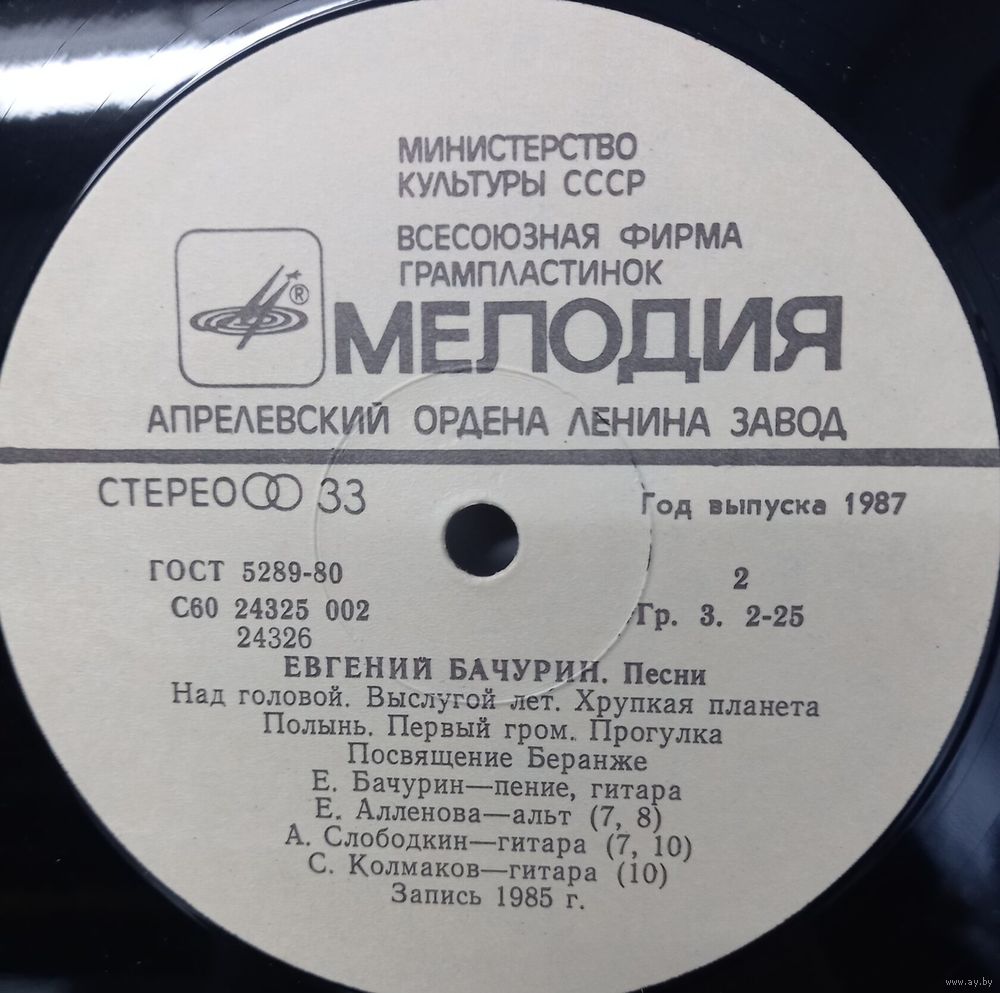 МИНИСТЕРСТВО
КУЛЬТУРЫ СССР
ВСЕСОЮЗНАЯ ФИРМА
ГРАМПЛАСТИНОК
®
МЕЛОДИЯ
АПРЕЛЕВСКИЙ ОРДЕНА ЛЕНИНА ЗАВОД
СТЕРЕО 33
Год выпуска 1987
ГОСТ 5289-80
2
С60 24325 002
Гр. 3. 2-25
24326
ЕВГЕНИЙ БАЧУРИН. Песни
Над головой. Выслугой лет. Хрупкая планета
Полынь. Первый гром. Прогулка
Посвящение Беранже
Е. Бачурин—пение, гитара
Е. Алленова—альт (7, 8)
А. Слободкин—гитара (7, 10)
С. Колмаков—гитара (10)
Запись 1985 г.
www.ay.by